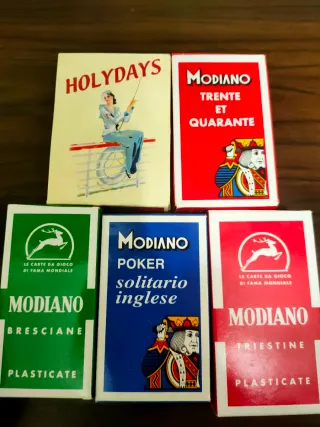 HOLYDAYS
MODIANO
TRENTE
ET
QUARANTE
LE CARTE DA GIOCO
DI FAMA MONDIALE
MODIANO
BRESCIANE
PLASTICATE
MODIANO
POKER
solitario
inglese
LE CARTE DA GIOCO
DI FAMA MONDIALE
MODIANO
TRIESTINE
PLASTICATE